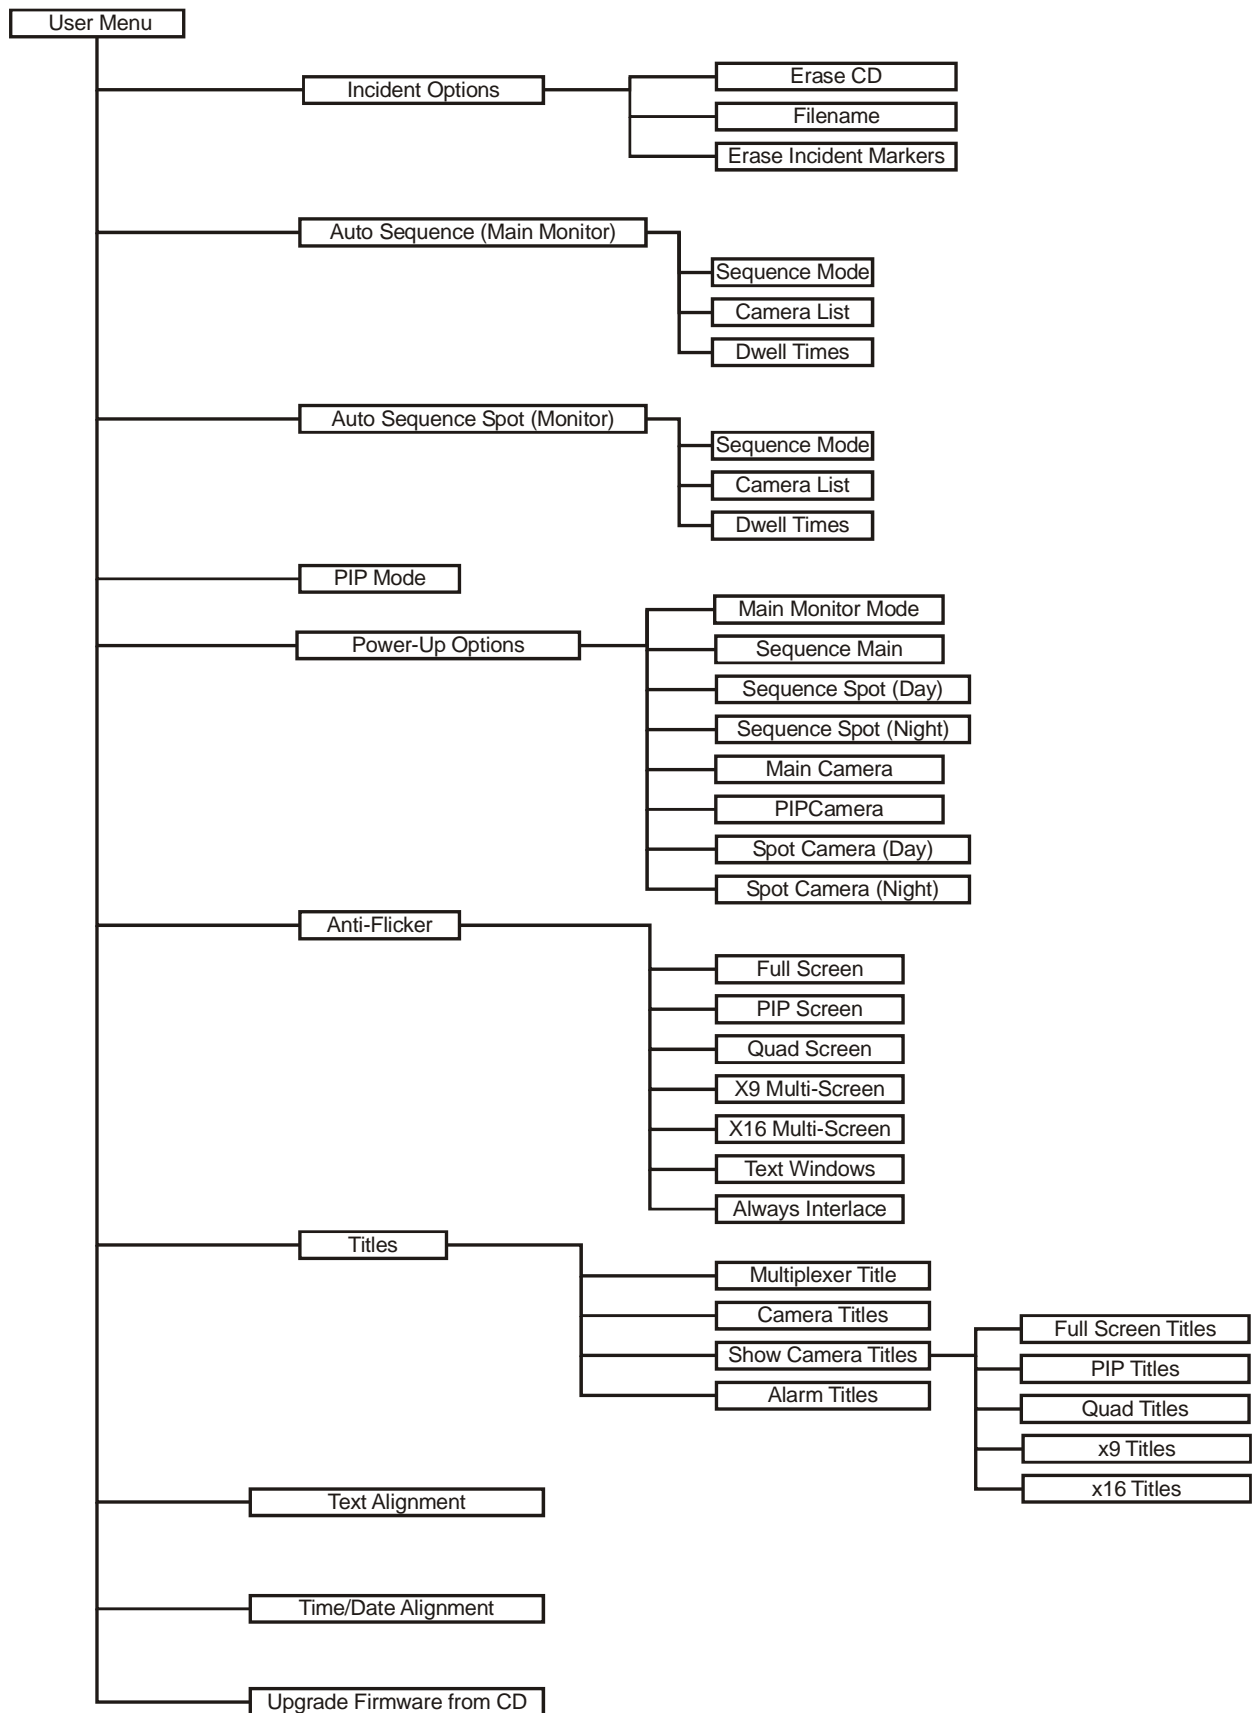 User Menu
Incident Options
Erase CD
Filename
Erase Incident Markers
Auto Sequence (Main Monitor)
Sequence Mode
Camera List
Dwell Times
Auto Sequence Spot (Monitor)
Sequence Mode
Camera List
Dwell Times
PIP Mode
Power-Up Options
Main Monitor Mode
Sequence Main
Sequence Spot (Day)
Sequence Spot (Night)
Main Camera
PIPCamera
Spot Camera (Day)
Spot Camera (Night)
Anti-Flicker
Full Screen
PIP Screen
Quad Screen
X9 Multi-Screen
X16 Multi-Screen
Text Windows
Always Interlace
Titles
Multiplexer Title
Camera Titles
Show Camera Titles
Alarm Titles
Full Screen Titles
PIP Titles
Quad Titles
x9 Titles
x16 Titles
Text Alignment
Time/Date Alignment
Upgrade Firmware from CD